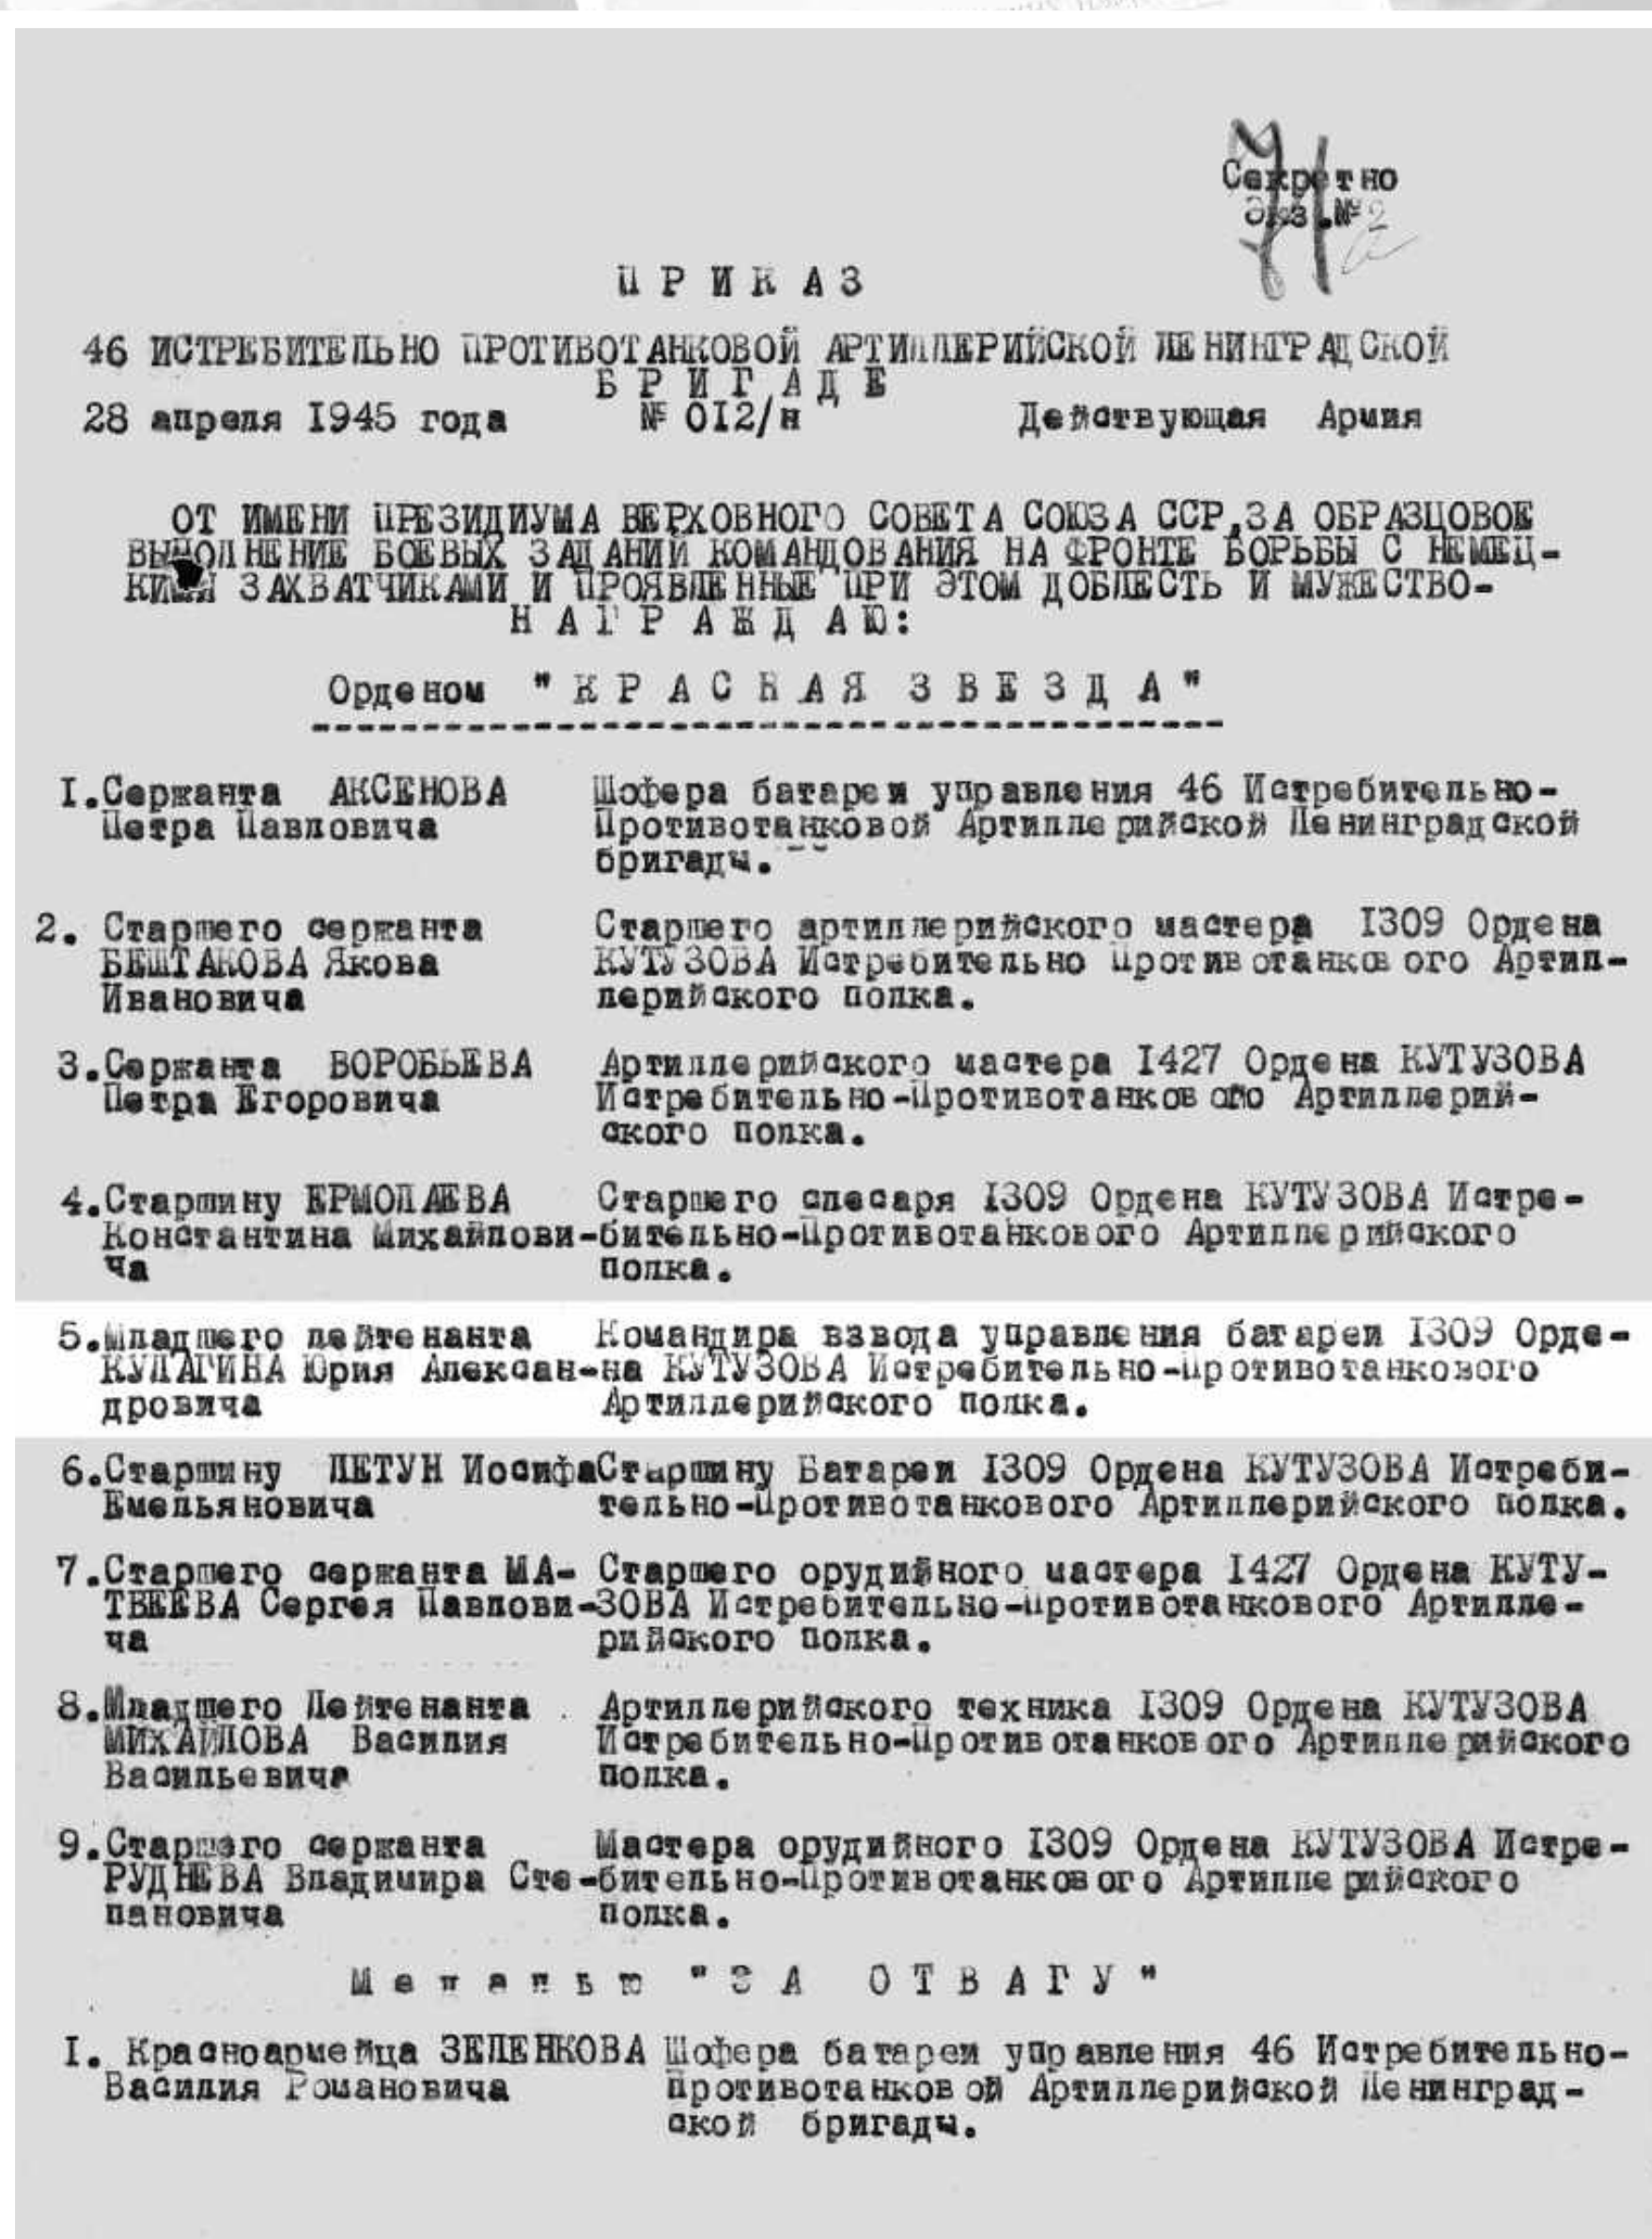 Секретно
Экз.№ 2
71
ПРИКАЗ
46 ИСТРЕБИТЕЛЬНО ПРОТИВОТАНКОВОЙ АРТИЛЛЕРИЙСКОЙ ЛЕНИНГРАДСКОЙ
БРИГАДЕ
28 апреля 1945 года № 012/н Действующая Армия
ОТ ИМЕНИ ПРЕЗИДИУМА ВЕРХОВНОГО СОВЕТА СОЮЗА ССР,ЗА ОБРАЗЦОВОЕ
ВЫПОЛНЕНИЕ БОЕВЫХ ЗАДАНИЙ КОМАНДОВАНИЯ НА ФРОНТЕ БОРЬБЫ С НЕМЕЦ-
КИМИ ЗАХВАТЧИКАМИ И ПРОЯВЛЕННЫЕ ПРИ ЭТОМ ДОБЛЕСТЬ И МУЖЕСТВО-
НАГРАЖДАЮ:
Орденом "КРАСНАЯ ЗВЕЗДА"
1.Сержанта АКСЕНОВА Шофера батареи управления 46 Истребительно-
Петра Павловича Противотанковой Артиллерийской Ленинградской
бригады.
2. Старшего сержанта Старшего артиллерийского мастера 1309 Ордена
БЕШТАКОВА Якова КУТУЗОВА Истребительно Противотанкового Артил-
Ивановича лерийского полка.
3.Сержанта ВОРОБЬЕВА Артиллерийского мастера 1427 Ордена КУТУЗОВА
Петра Егоровича Истребительно-Противотанкового Артиллерий-
ского полка.
4.Старшину ЕРМОЛАЕВА Старшего слесаря 1309 Ордена КУТУЗОВА Истре-
Константина Михайлови-бительно-Противотанкового Артиллерийского
ча полка.
5.Младшего лейтенанта Командира взвода управления батареи 1309 Орде-
КУЛАГИНА Юрия Алексан-на КУТУЗОВА Истребительно-Противотанкового
дровича Артиллерийского полка.
6.Старшину ЛЕТУН Иосифа Старшину Батареи 1309 Ордена КУТУЗОВА Истреби-
Емельяновича тельно-Противотанкового Артиллерийского полка.
7.Старшего сержанта МА- Старшего орудийного мастера 1427 Ордена КУТУ-
ТВЕЕВА Сергея Павлови-ЗОВА Истребительно-Противотанкового Артилле-
ча рийского полка.
8.Младшего Лейтенанта Артиллерийского техника 1309 Ордена КУТУЗОВА
МИХАЙЛОВА Василия Истребительно-Противотанкового Артиллерийского
Васильевича полка.
9.Старшего сержанта Мастера орудийного 1309 Ордена КУТУЗОВА Истре-
РУДНЕВА Владимира Сте-бительно-Противотанкового Артиллерийского
пановича полка.
Медалью "ЗА ОТВАГУ"
1. Красноармейца ЗЕЛЕНКОВА Шофера батареи управления 46 Истребительно-
Василия Романовича Противотанковой Артиллерийской Ленинград-
ской бригады.